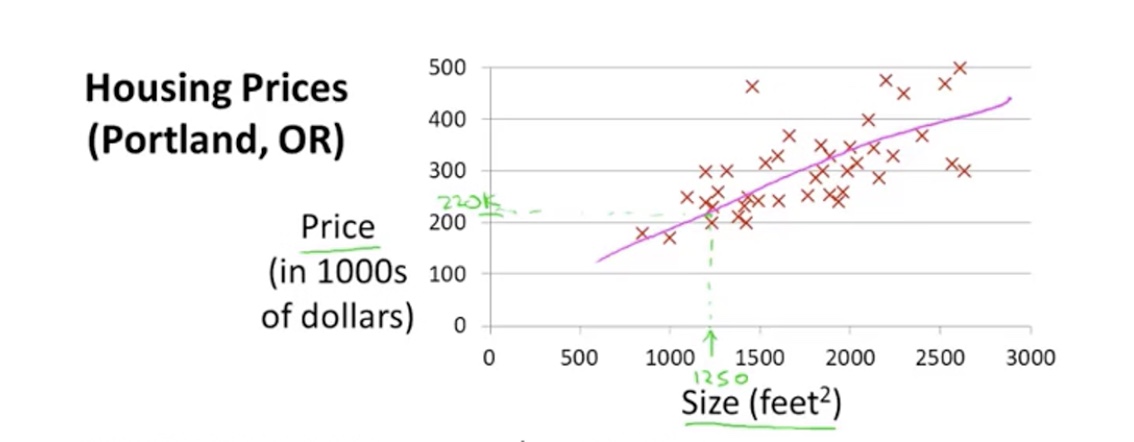 Housing Prices
(Portland, OR)
Price
(in 1000s
of dollars)
500
400
300
220K
200
100
0
0 500 1000 1500 2000 2500 3000
1250
Size (feet²)